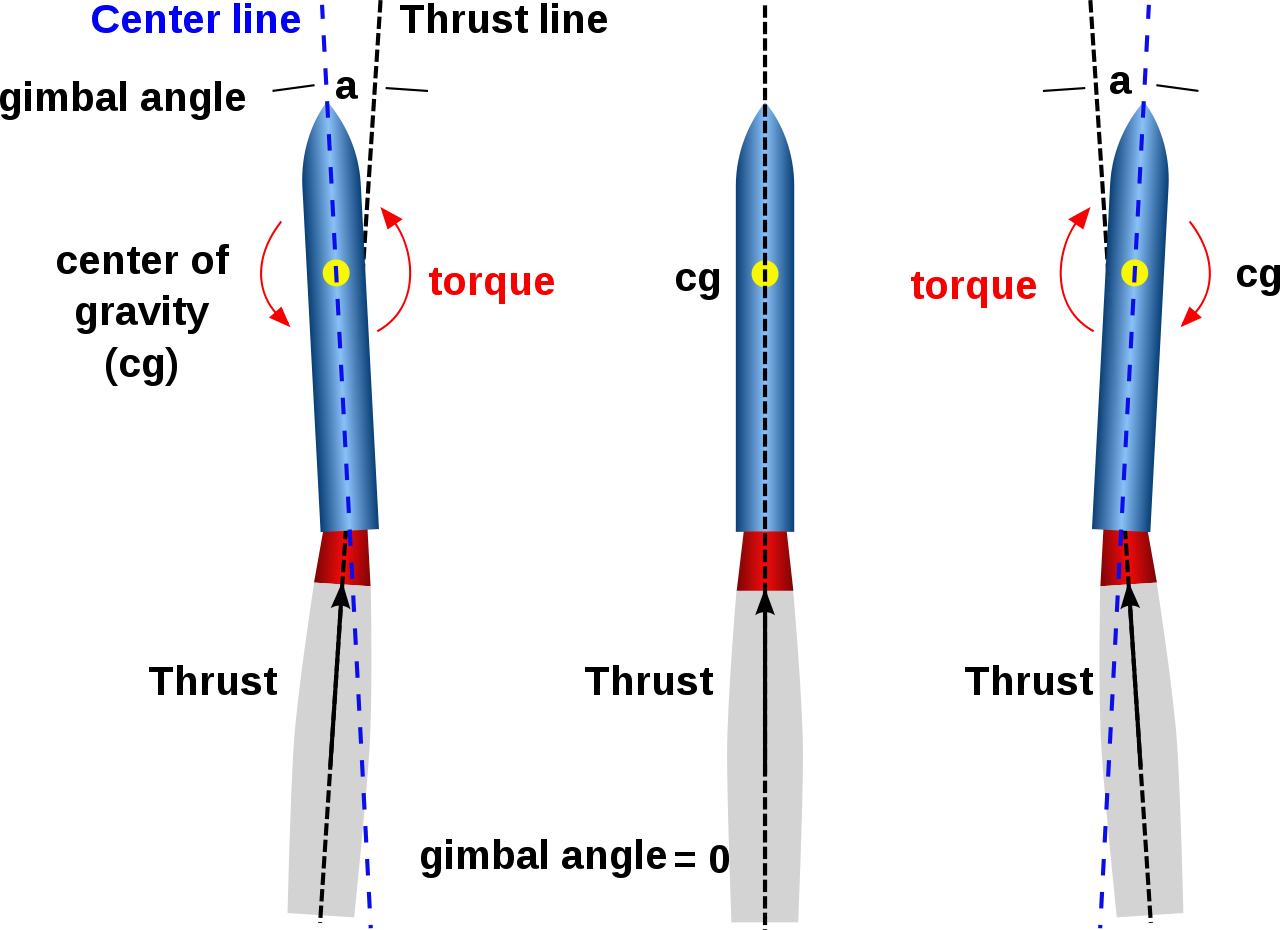 Center line
Thrust line
a
gimbal angle
center of
gravity
(cg)
torque
Thrust
cg
Thrust
gimbal angle = 0
a
torque
cg
Thrust